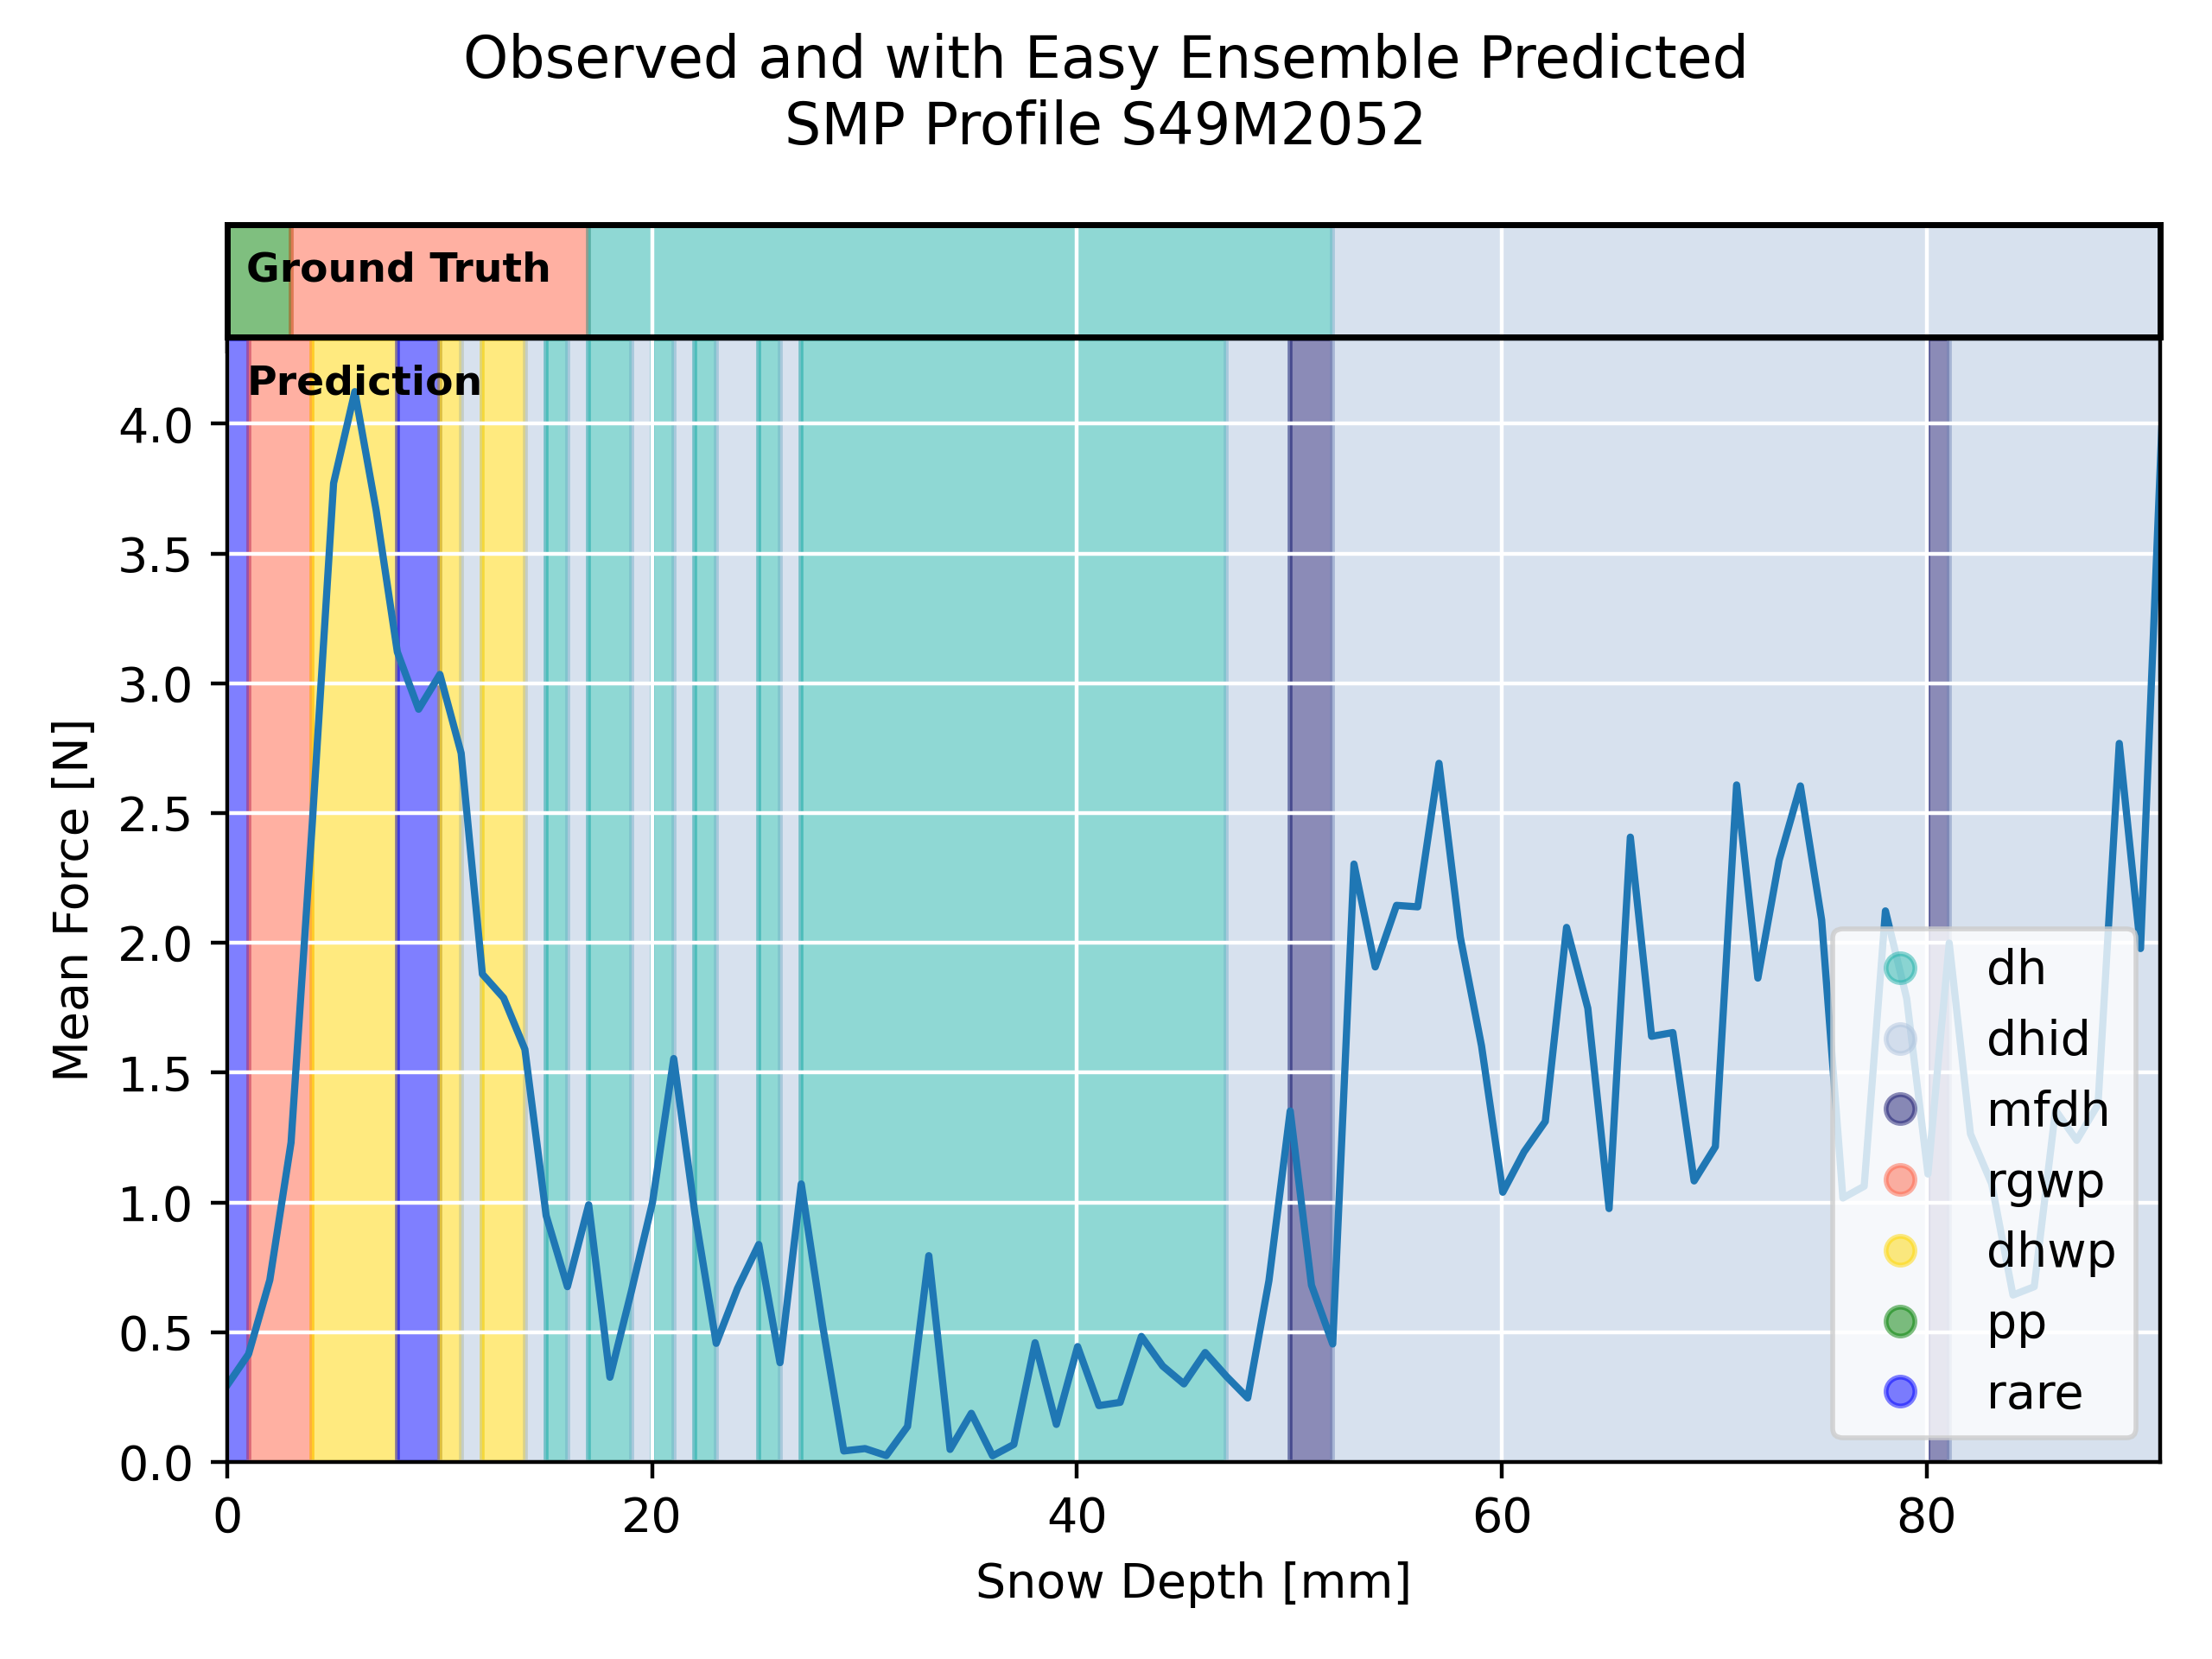 Observed and with Easy Ensemble Predicted
SMP Profile S49M2052
Ground Truth
Prediction
4.0
3.5
3.0
2.5
2.0
1.5
1.0
0.5
0.0
Mean Force [N]
dh
dhid
mfdh
rgwp
dhwp
pp
rare
0 20 40 60 80
Snow Depth [mm]